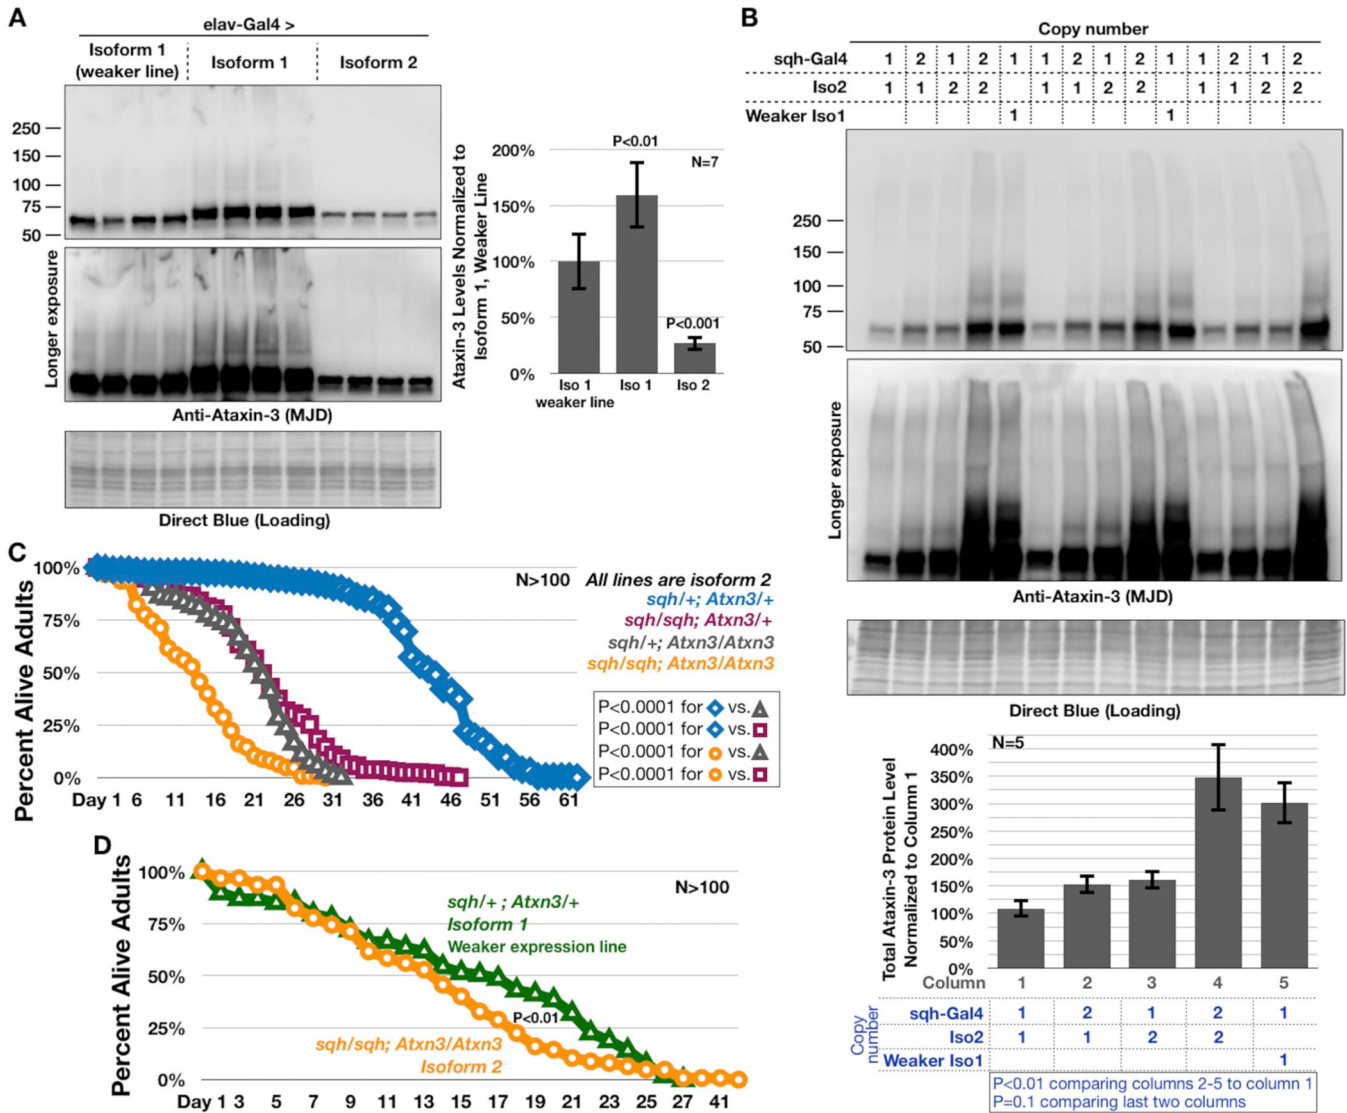 A
elav-Gal4 >
Isoform 1
(weaker line)
Isoform 1
Isoform 2
250
150
100
75
50
Longer exposure
Anti-Ataxin-3 (MJD)
Direct Blue (Loading)
Ataxin-3 Levels Normalized to
Isoform 1, Weaker Line
200%
150%
100%
50%
0%
P<0.01
N=7
P<0.001
Iso 1
weaker line
Iso 1
Iso 2
B
Copy number
sqh-Gal4 1 2 1 2 1 1 2 1 2 1 1 2 1 2
Iso2 1 1 2 2 1 1 2 2 1 1 2 2
Weaker Iso1 1 1
250
150
100
75
50
Longer exposure
Anti-Ataxin-3 (MJD)
Direct Blue (Loading)
Total Ataxin-3 Protein Level
Normalized to Column 1
N=5
400%
350%
300%
250%
200%
150%
100%
50%
0%
Column 1 2 3 4 5
Copy
number
sqh-Gal4 1 2 1 2 1
Iso2 1 1 2 2
Weaker Iso1 1
P<0.01 comparing columns 2-5 to column 1
P=0.1 comparing last two columns
C
Percent Alive Adults
100%
75%
50%
25%
0%
Day 1 6 11 16 21 26 31 36 41 46 51 56 61
N>100
All lines are isoform 2
sqh/+; Atxn3/+
sqh/sqh; Atxn3/+
sqh/+; Atxn3/Atxn3
sqh/sqh; Atxn3/Atxn3
P<0.0001 for vs.
P<0.0001 for vs.
P<0.0001 for vs.
P<0.0001 for vs.
D
Percent Alive Adults
100%
75%
50%
25%
0%
N>100
sqh/+ ; Atxn3/+
Isoform 1
Weaker expression line
P<0.01
sqh/sqh; Atxn3/Atxn3
Isoform 2
Day 1 3 5 7 9 11 13 15 17 19 21 23 25 27 41